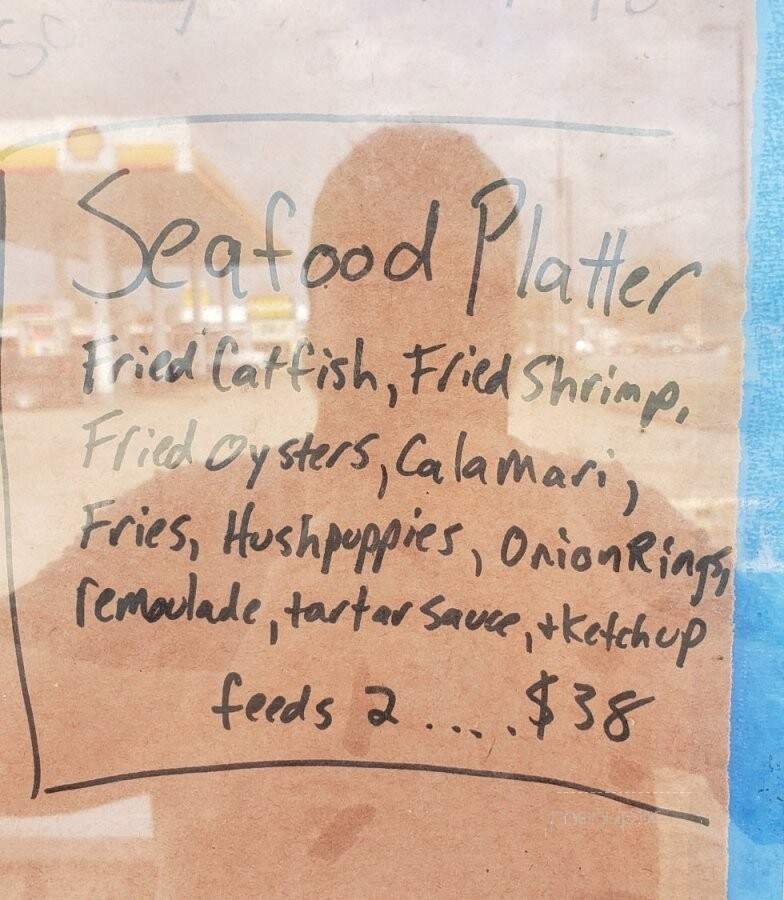 Seafood Platter
Fried Catfish, Fried Shrimp,
Fried Oysters, Calamari,
Fries, Hushpuppies, Onion Rings,
remoulade, tartar sauce, + Ketchup
feeds 2 ..... $38